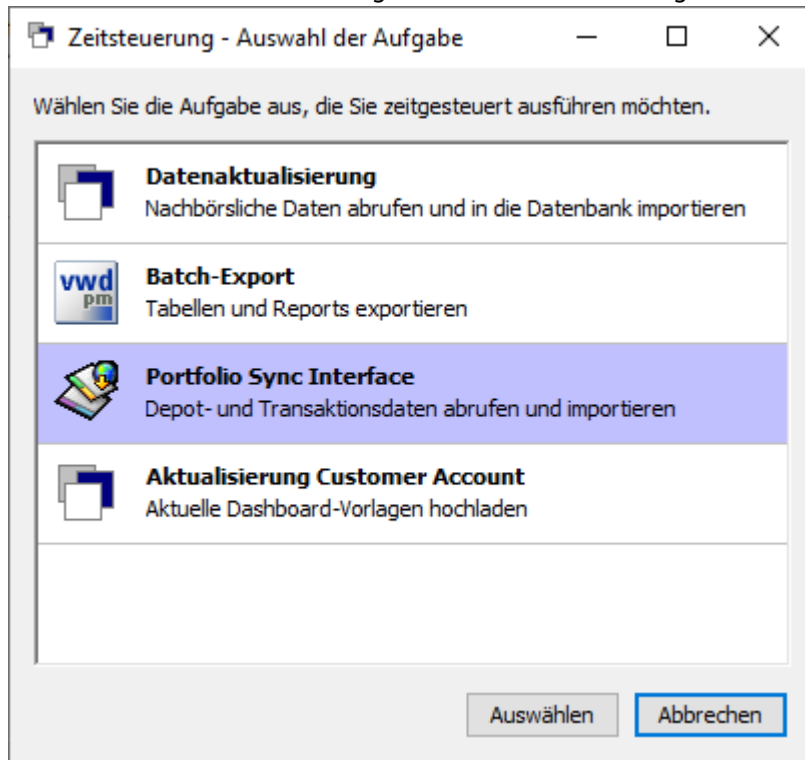 Zeitsteuerung - Auswahl der Aufgabe
Wählen Sie die Aufgabe aus, die Sie zeitgesteuert ausführen möchten.
Datenaktualisierung
Nachbörsliche Daten abrufen und in die Datenbank importieren
vwd
pm
Batch-Export
Tabellen und Reports exportieren
Portfolio Sync Interface
Depot- und Transaktionsdaten abrufen und importieren
Aktualisierung Customer Account
Aktuelle Dashboard-Vorlagen hochladen
Auswählen
Abbrechen